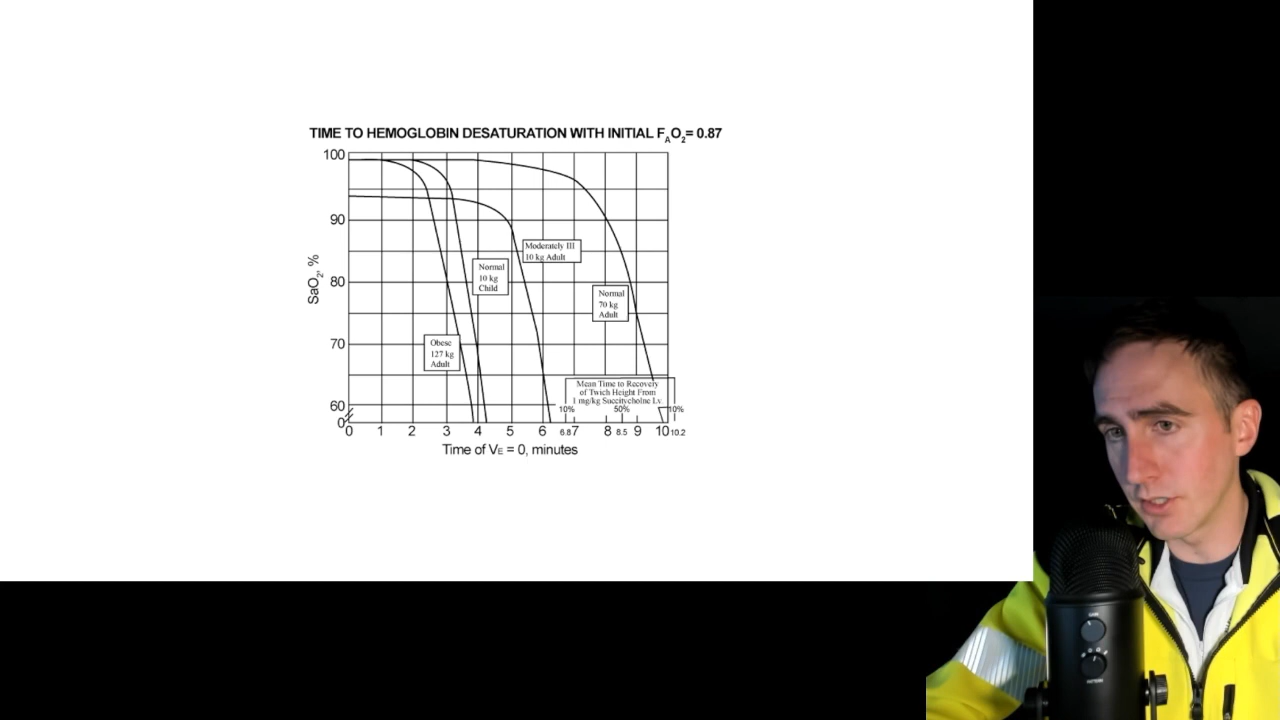 TIME TO HEMOGLOBIN DESATURATION WITH INITIAL FAO2= 0.87
100
90
80
70
60
0
SaO2, %
Moderately Ill
10 kg Adult
Normal
10 kg
Child
Normal
70 kg
Adult
Obese
127 kg
Adult
Mean Time to Recovery
of Twich Height From
1 mg/kg Succitycholne I.v.
10% 50% 10%
0 1 2 3 4 5 6 6.8 7 8 8.5 9 10 10.2
Time of VE = 0, minutes